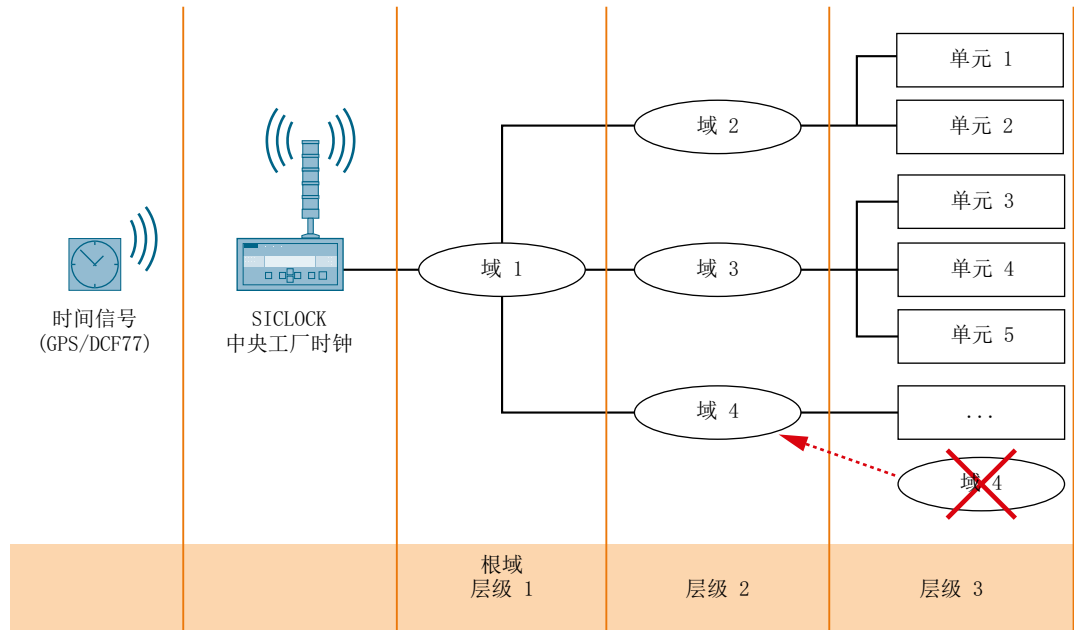 时间信号
(GPS/DCF77)
SICLOCK
中央工厂时钟
域 1
域 2
域 3
域 4
单元 1
单元 2
单元 3
单元 4
单元 5
...
域 4
根域
层级 1
层级 2
层级 3